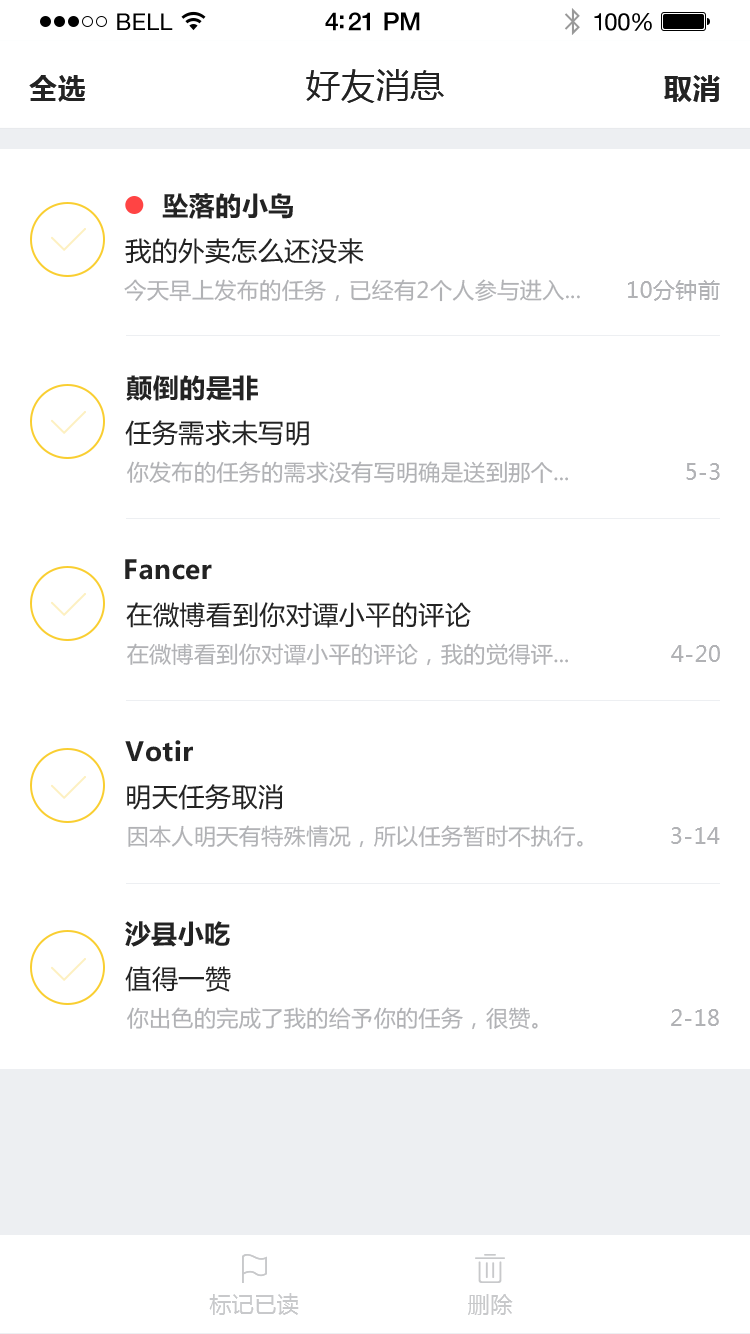 BELL 4:21 PM 100%
全选 好友消息 取消
坠落的小鸟
我的外卖怎么还没来
今天早上发布的任务，已经有2个人参与进入... 10分钟前
颠倒的是非
任务需求未写明
你发布的任务的需求没有写明确是送到那个... 5-3
Fancer
在微博看到你对谭小平的评论
在微博看到你对谭小平的评论，我的觉得评... 4-20
Votir
明天任务取消
因本人明天有特殊情况，所以任务暂时不执行。 3-14
沙县小吃
值得一赞
你出色的完成了我的给予你的任务，很赞。 2-18
标记已读 删除